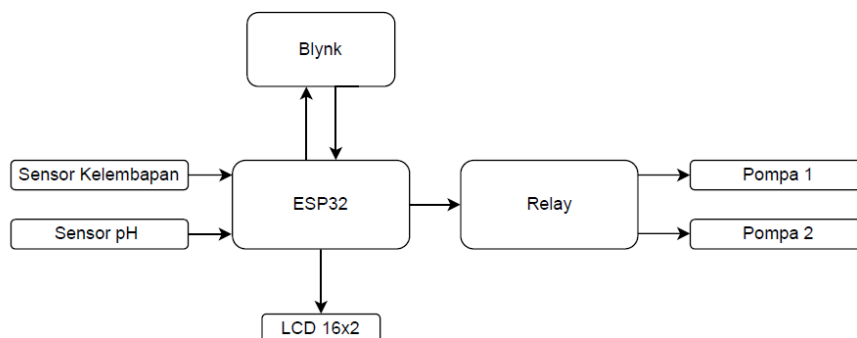 Blynk
Sensor Kelembapan
ESP32
Relay
Pompa 1
Sensor pH
Pompa 2
LCD 16x2